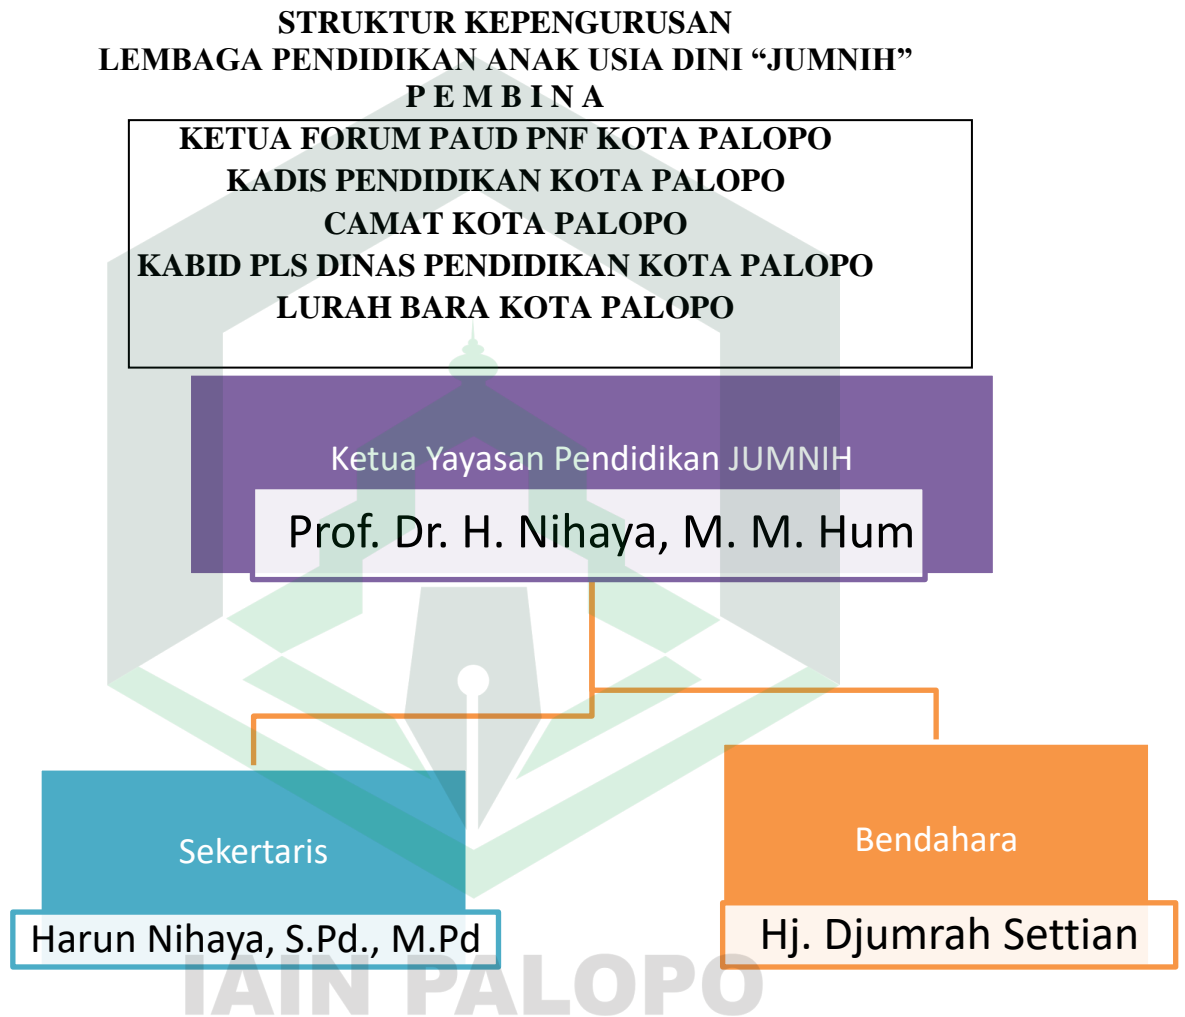 STRUKTUR KEPENGURUSAN
LEMBAGA PENDIDIKAN ANAK USIA DINI “JUMNIH”
P E M B I N A
KETUA FORUM PAUD PNF KOTA PALOPO
KADIS PENDIDIKAN KOTA PALOPO
CAMAT KOTA PALOPO
KABID PLS DINAS PENDIDIKAN KOTA PALOPO
LURAH BARA KOTA PALOPO
Ketua Yayasan Pendidikan JUMNIH
Prof. Dr. H. Nihaya, M. M. Hum
Sekertaris
Harun Nihaya, S.Pd., M.Pd
Bendahara
Hj. Djumrah Settian
IAIN PALOPO